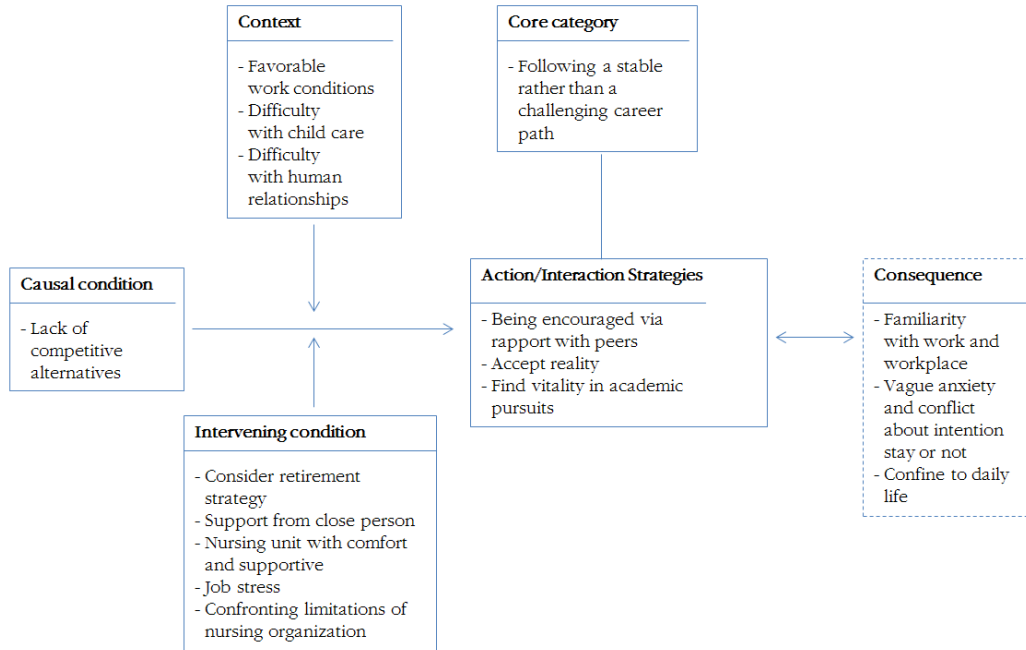 Context
- Favorable
work conditions
- Difficulty
with child care
- Difficulty
with human
relationships
Core category
- Following a stable
rather than a
challenging career
path
Causal condition
- Lack of
competitive
alternatives
Action/Interaction Strategies
- Being encouraged via
rapport with peers
- Accept reality
- Find vitality in academic
pursuits
Consequence
- Familiarity
with work and
workplace
- Vague anxiety
and conflict
about intention
stay or not
- Confine to daily
life
Intervening condition
- Consider retirement
strategy
- Support from close person
- Nursing unit with comfort
and supportive
- Job stress
- Confronting limitations of
nursing organization